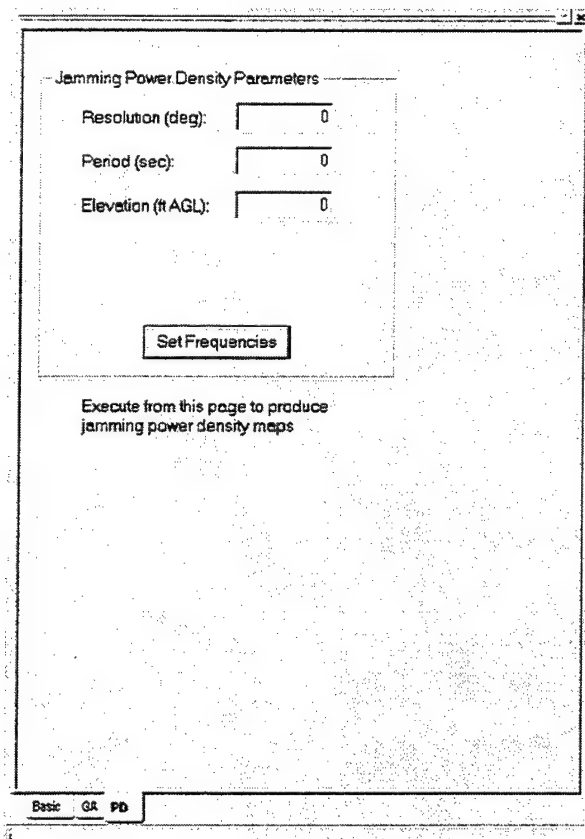 Jamming Power Density Parameters
Resolution (deg): 0
Period (sec): 0
Elevation (ft AGL): 0
Set Frequencies
Execute from this page to produce
jamming power density maps
Basic GA PD